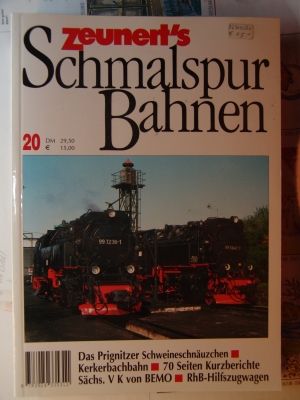 zeunert's
Schmalspur
Bahnen
20
DM 29,50
€ 15,00
99 7236-1
Das Prignitzer Schweineschnäuzchen ■
Kerkerbachbahn ■ 70 Seiten Kurzberichte
Sächs. V K von BEMO ■ RhB-Hilfszugwagen